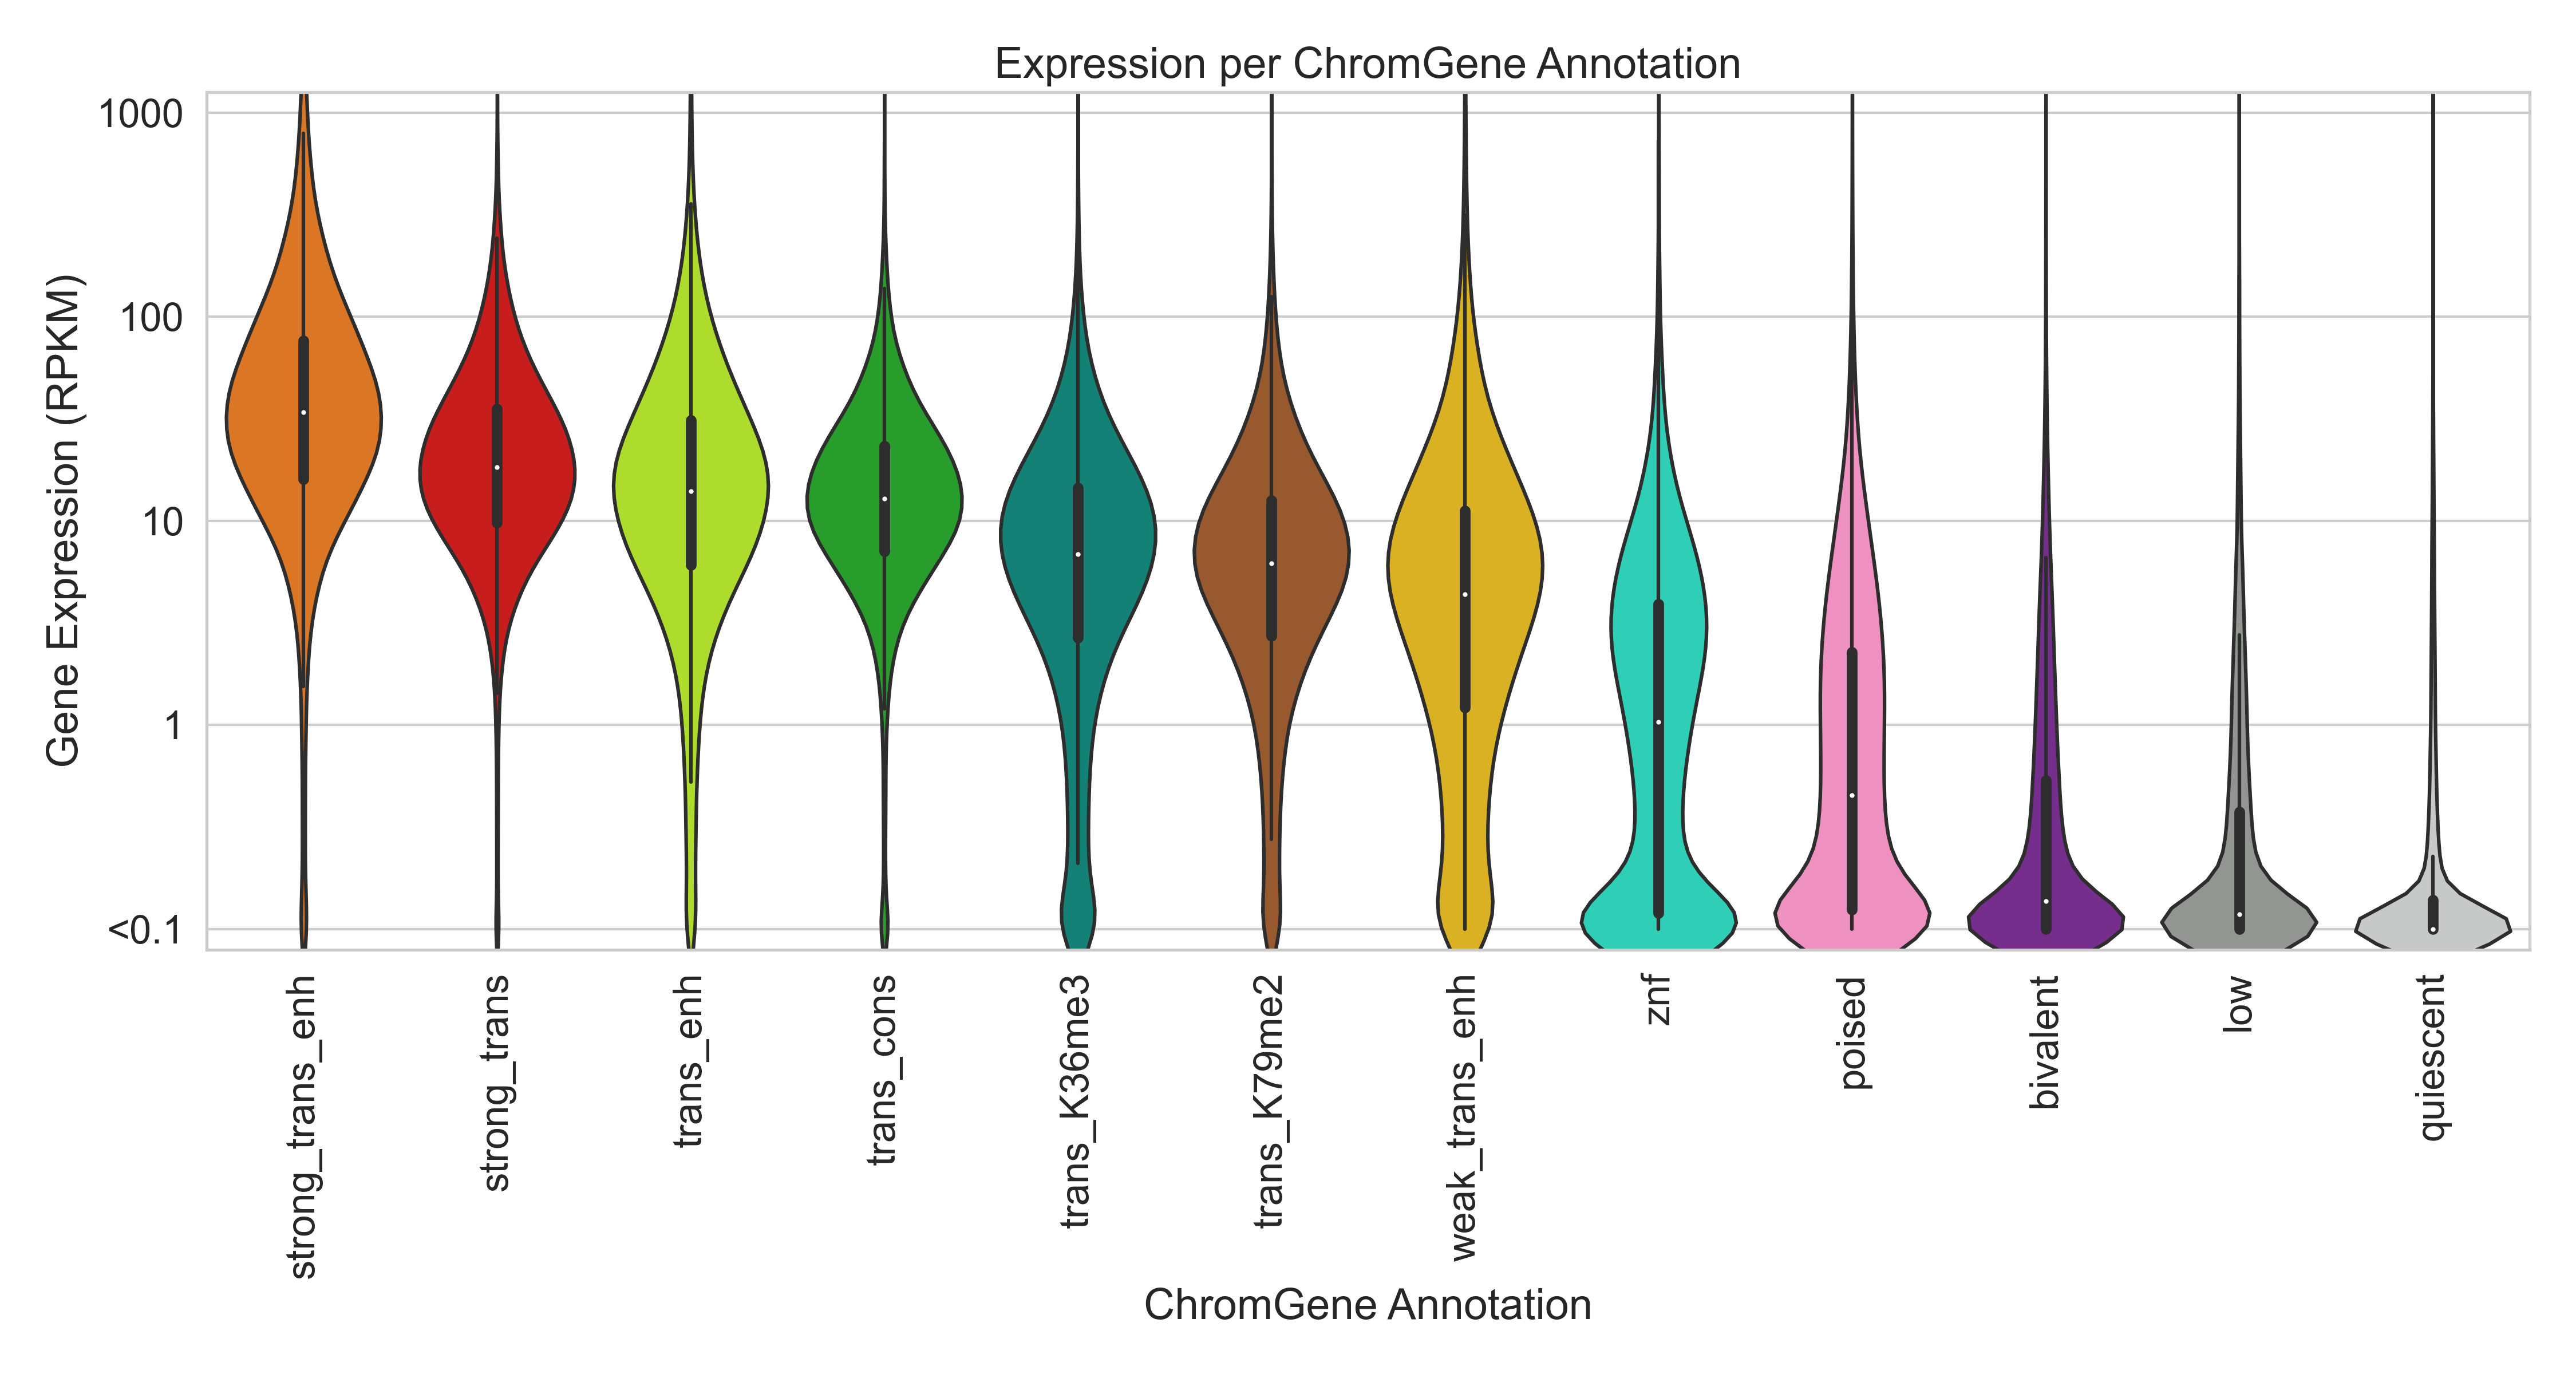 Expression per ChromGene Annotation
1000
100
10
1
<0.1
Gene Expression (RPKM)
strong_trans_enh
strong_trans
trans_enh
trans_cons
trans_K36me3
trans_K79me2
weak_trans_enh
znf
poised
bivalent
low
quiescent
ChromGene Annotation